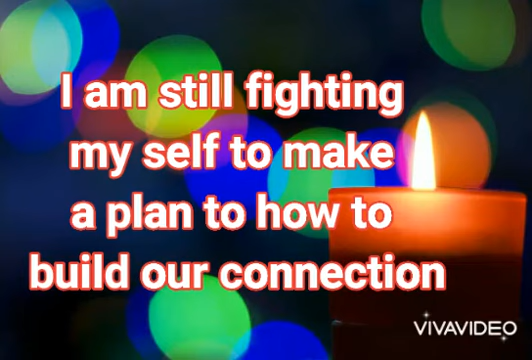 I am still fighting
my self to make
a plan to how to
build our connection
VIVAVIDEO